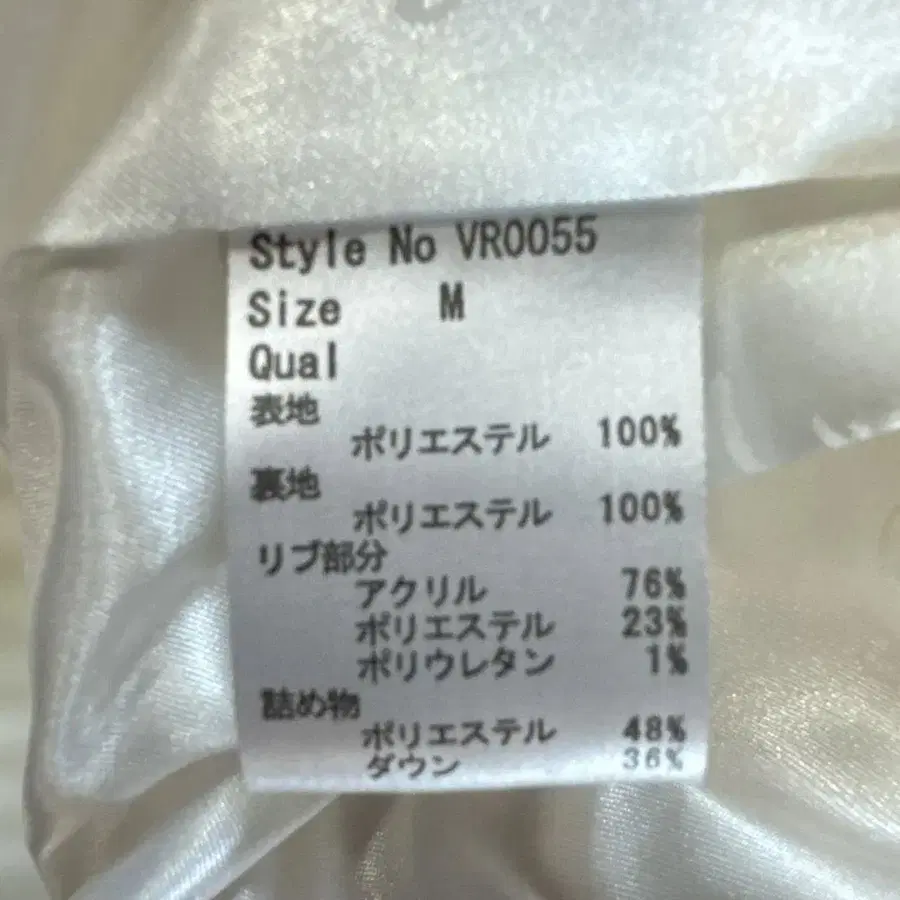 Style No VR0055
Size M
Qual
表地
ポリエステル 100%
裏地
ポリエステル 100%
リブ部分
アクリル 76%
ポリエステル 23%
ポリウレタン 1%
詰め物
ポリエステル 48%
ダウン 36%